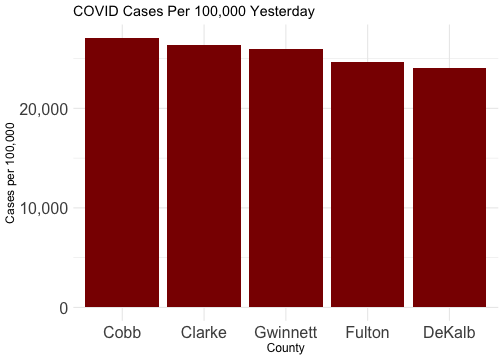 COVID Cases Per 100,000 Yesterday
Cases per 100,000
20,000
10,000
0
Cobb Clarke Gwinnett Fulton DeKalb
County